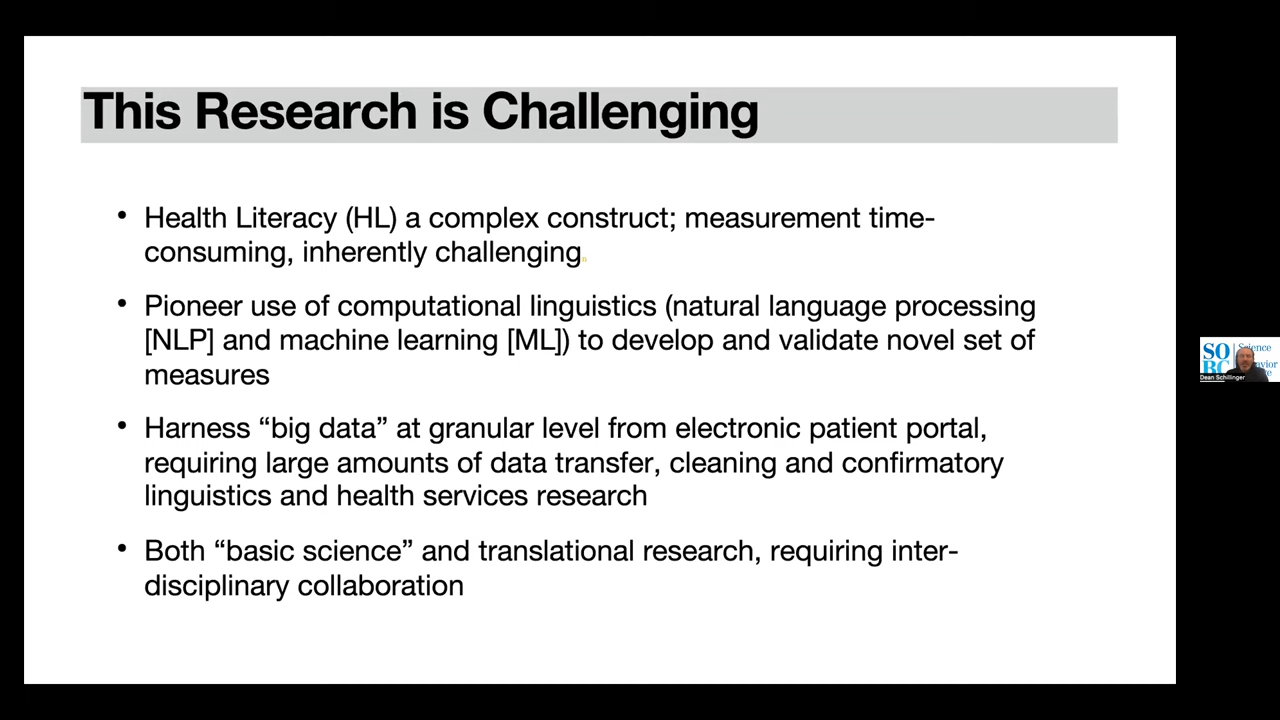 This Research is Challenging
• Health Literacy (HL) a complex construct; measurement time-
consuming, inherently challenging
• Pioneer use of computational linguistics (natural language processing
[NLP] and machine learning [ML]) to develop and validate novel set of
measures
• Harness “big data” at granular level from electronic patient portal,
requiring large amounts of data transfer, cleaning and confirmatory
linguistics and health services research
• Both “basic science” and translational research, requiring inter-
disciplinary collaboration
SO
Dean Schillinger